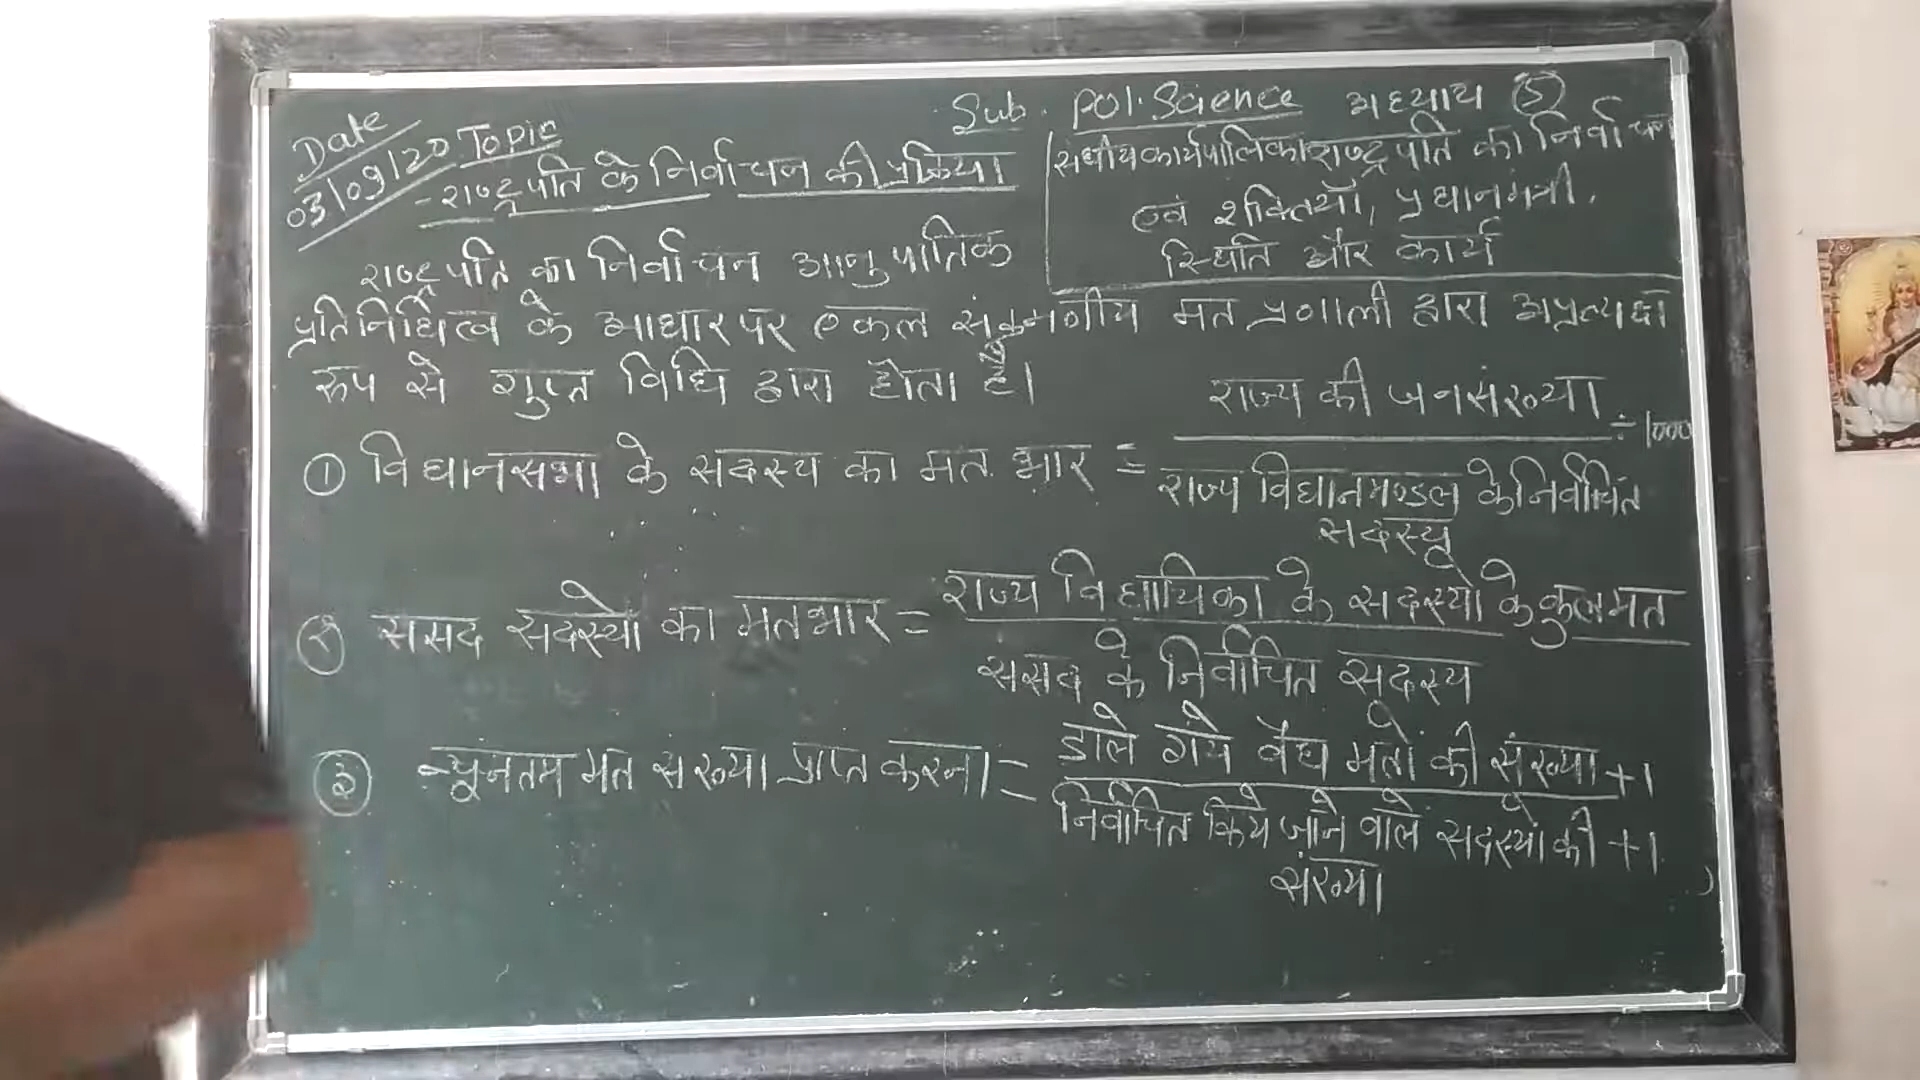 Sub. Pol. Science अध्याय (5)
Date
03/09/20 Topic
- राष्ट्रपति के निर्वाचन की प्रक्रिया
संघीय कार्यपालिका राष्ट्रपति का निर्वाचन
एवं शक्तियाँ, प्रधानमंत्री,
स्थिति और कार्य
राष्ट्रपति का निर्वाचन आनुपातिक
प्रतिनिधित्व के आधार पर एकल संक्रमणीय मत प्रणाली द्वारा अप्रत्यक्ष
रूप से गुप्त विधि द्वारा होता है।
राज्य की जनसंख्या ÷ 1000
① विधानसभा के सदस्य का मत भार =
राज्य विधानमण्डल के निर्वाचित
सदस्य
राज्य विधायिका के सदस्यों के कुल मत
२ संसद सदस्यों का मतभार =
संसद के निर्वाचित सदस्य
डाले गये वैध मतों की संख्या + 1
③ न्यूनतम मत संख्या प्राप्त करना =
निर्वाचित किये जाने वाले सदस्यों की + 1
संख्या